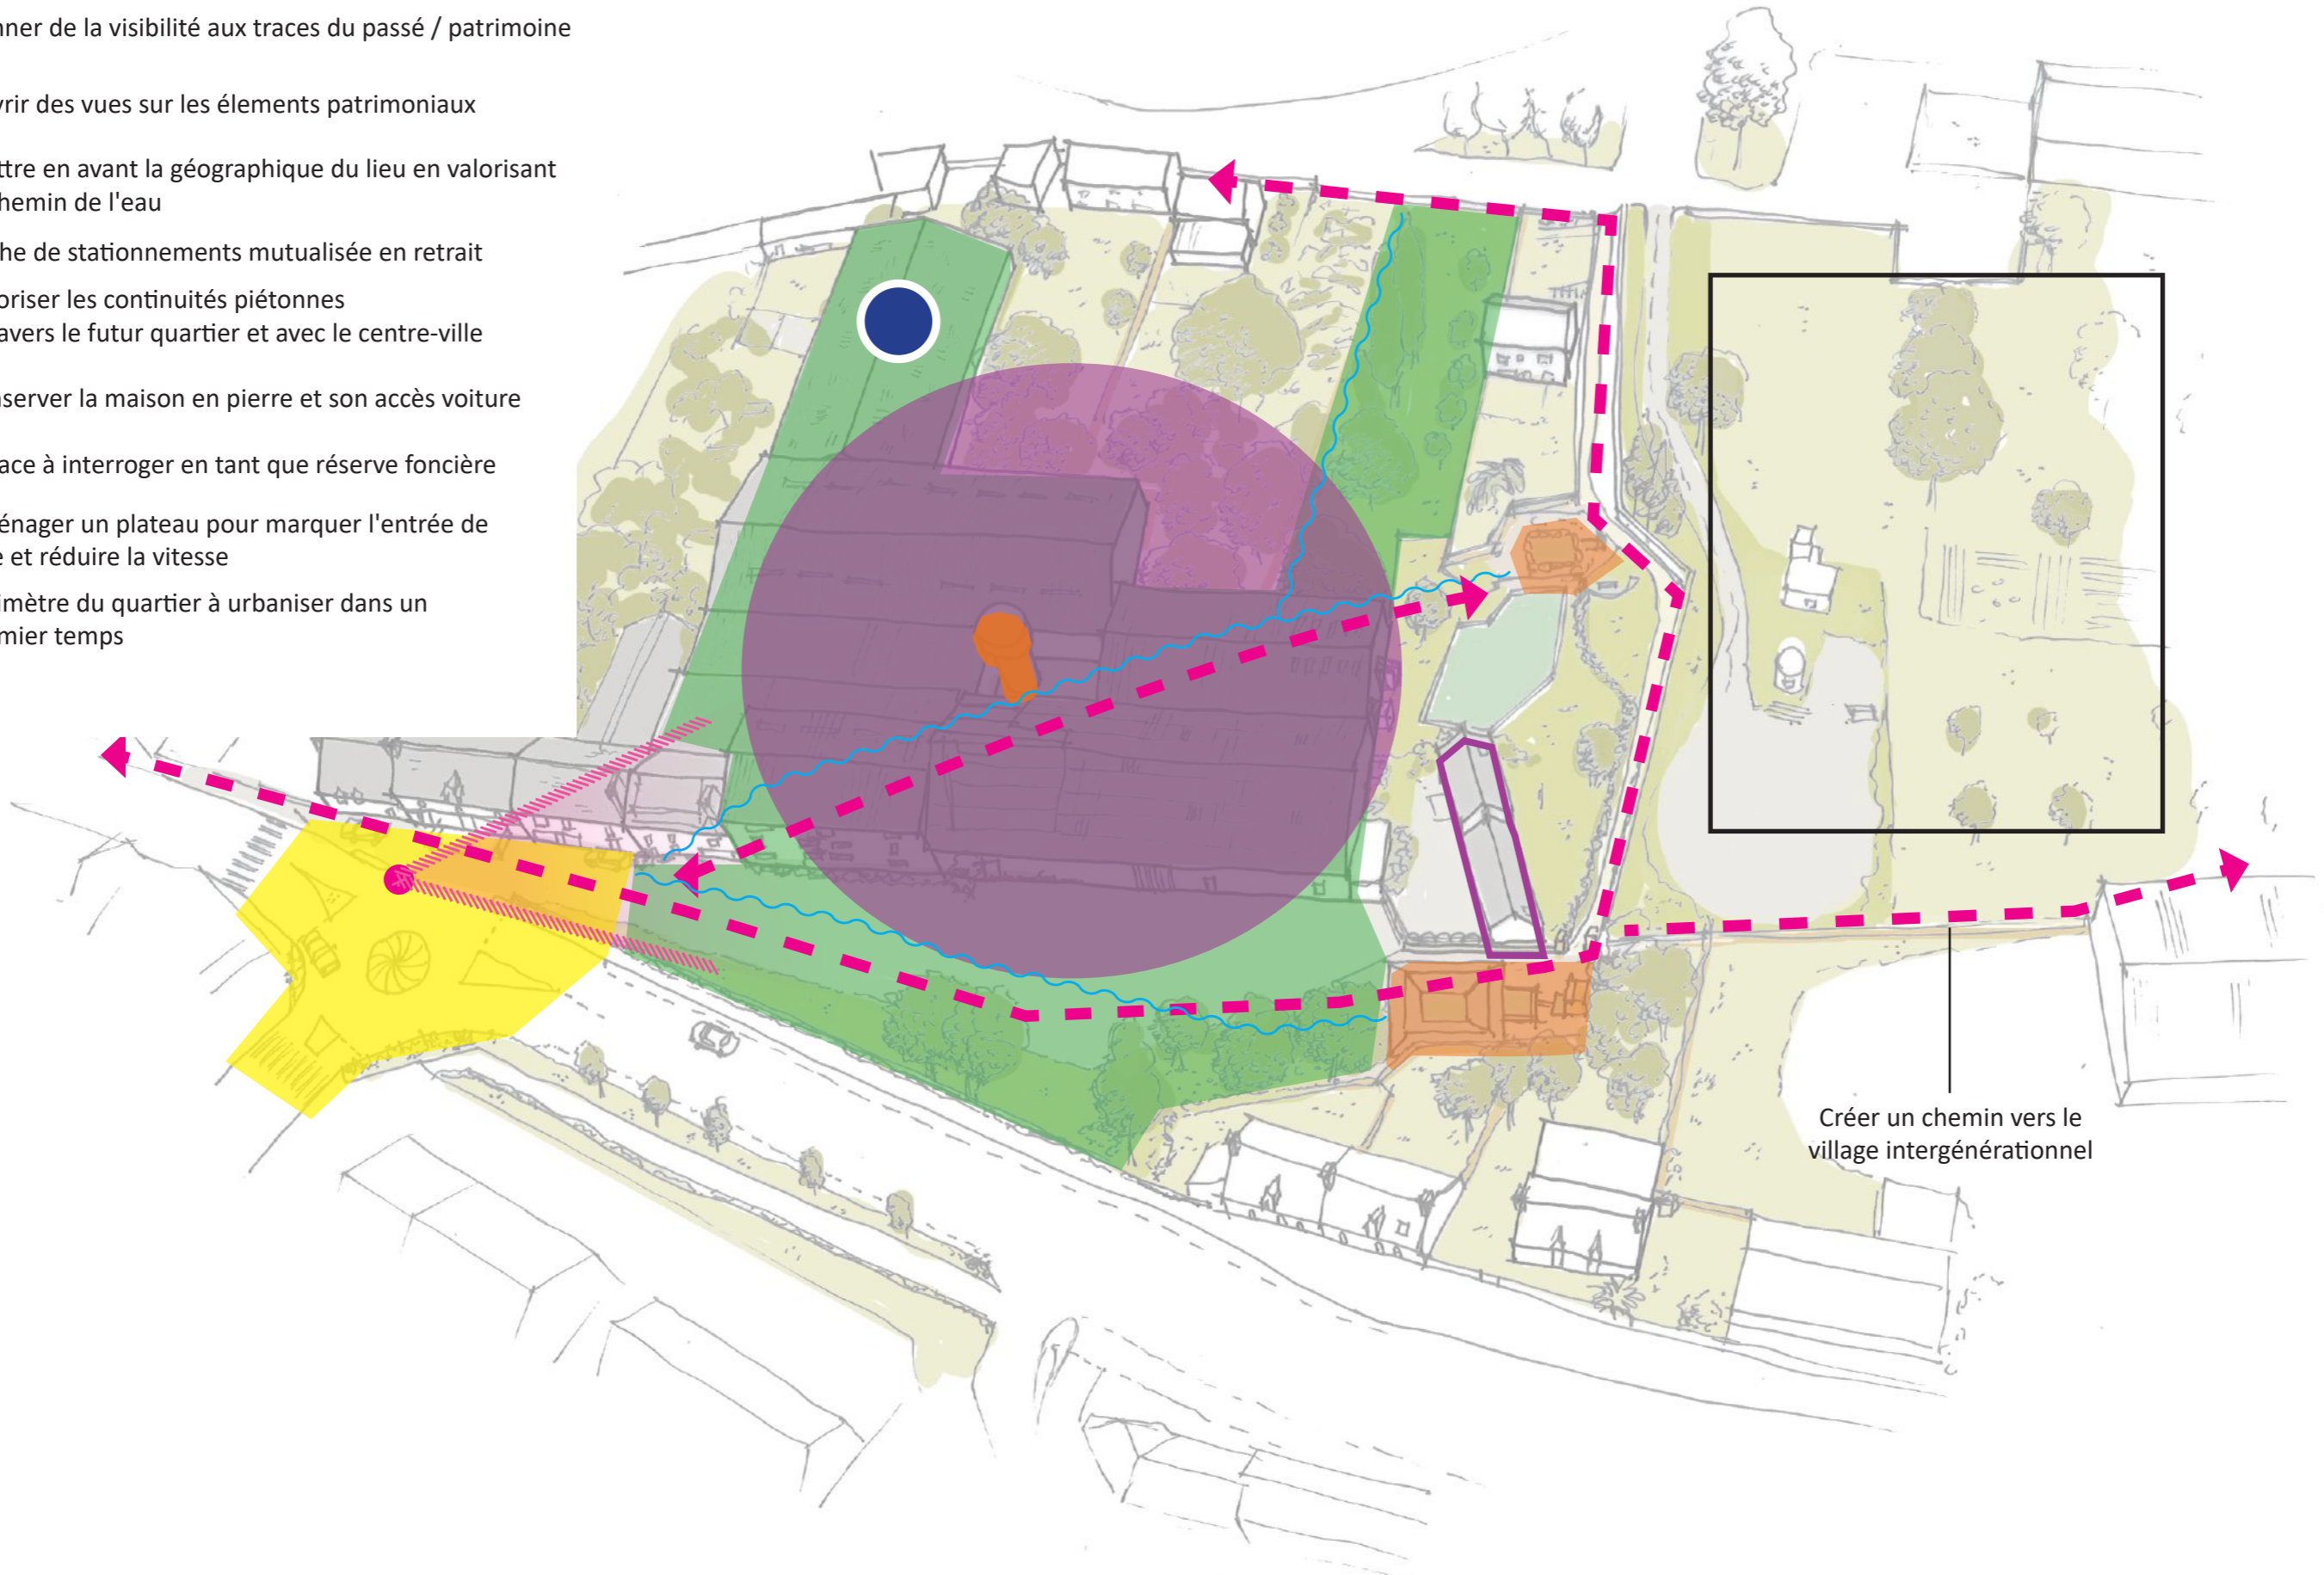 nner de la visibilité aux traces du passé / patrimoine
vrir des vues sur les élements patrimoniaux
ttre en avant la géographique du lieu en valorisant
chemin de l'eau
che de stationnements mutualisée en retrait
oriser les continuités piétonnes
ravers le futur quartier et avec le centre-ville
nserver la maison en pierre et son accès voiture
ace à interroger en tant que réserve foncière
énager un plateau pour marquer l'entrée de
e et réduire la vitesse
imètre du quartier à urbaniser dans un
mier temps
Créer un chemin vers le
village intergénérationnel